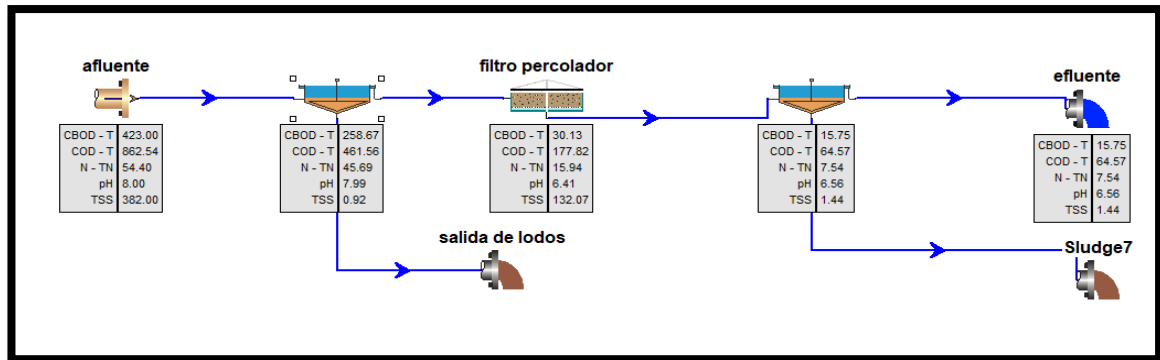 afluente
CBOD - T 423.00
COD - T 862.54
N - TN 54.40
pH 8.00
TSS 382.00
CBOD - T 258.67
COD - T 461.56
N - TN 45.69
pH 7.99
TSS 0.92
filtro percolador
CBOD - T 30.13
COD - T 177.82
N - TN 15.94
pH 6.41
TSS 132.07
CBOD - T 15.75
COD - T 64.57
N - TN 7.54
pH 6.56
TSS 1.44
efluente
CBOD - T 15.75
COD - T 64.57
N - TN 7.54
pH 6.56
TSS 1.44
salida de lodos
Sludge7